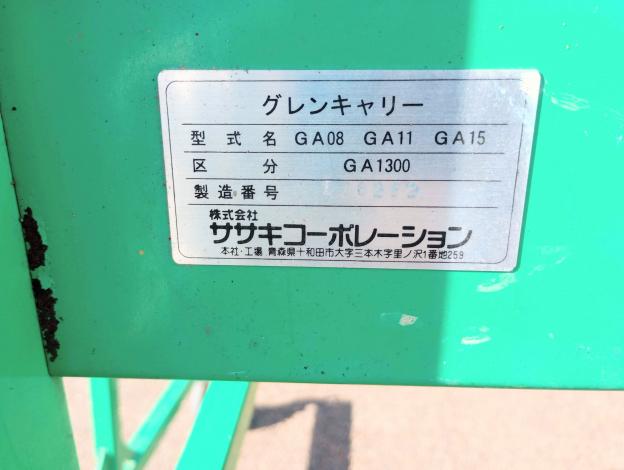 グレンキャリー
型式名 GA08 GA11 GA15
区分 GA1300
製造番号
株式会社
ササキコーポレーション
本社・工場 青森県十和田市大字三本木字里ノ沢1番地259